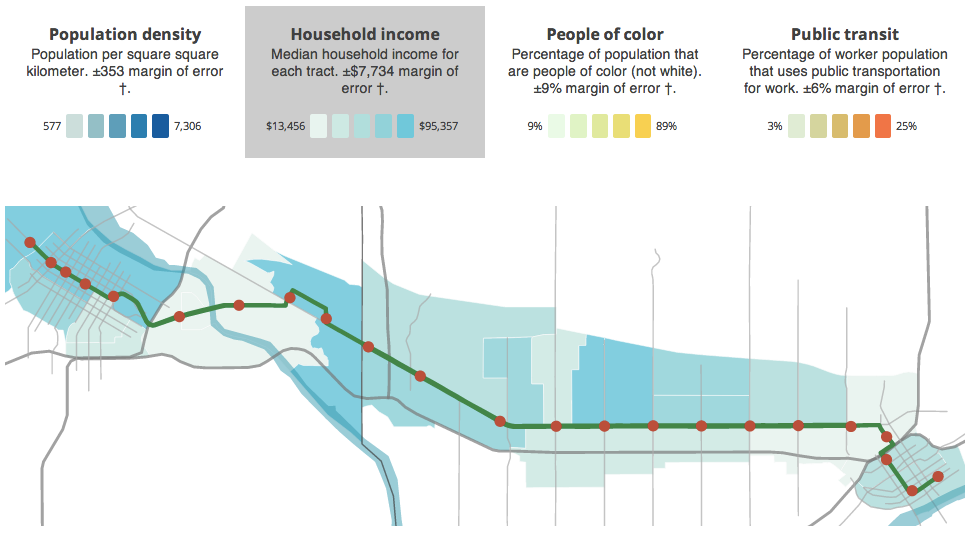 Population density
Population per square square
kilometer. ±353 margin of error
†.
577
7,306
Household income
Median household income for
each tract. ±$7,734 margin of
error †.
$13,456
$95,357
People of color
Percentage of population that
are people of color (not white).
±9% margin of error †.
9%
89%
Public transit
Percentage of worker population
that uses public transportation
for work. ±6% margin of error †.
3%
25%